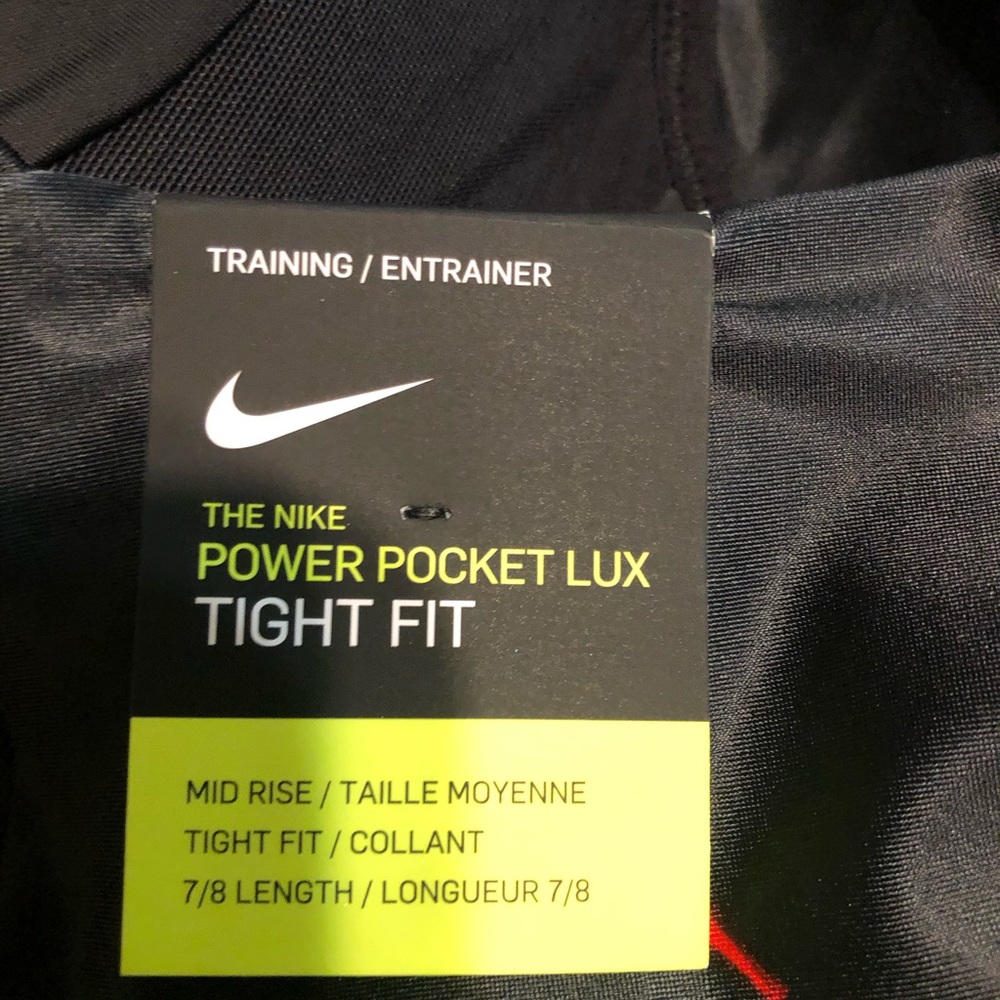 TRAINING / ENTRAINER
THE NIKE
POWER POCKET LUX
TIGHT FIT
MID RISE / TAILLE MOYENNE
TIGHT FIT / COLLANT
7/8 LENGTH / LONGUEUR 7/8